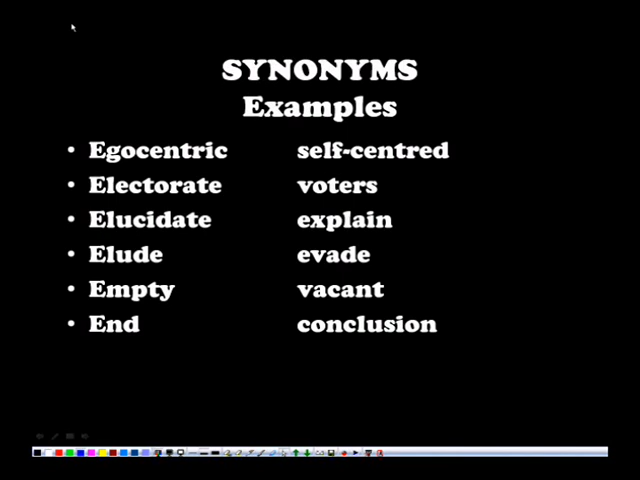 SYNONYMS
Examples
• Egocentric self-centred
• Electorate voters
• Elucidate explain
• Elude evade
• Empty vacant
• End conclusion